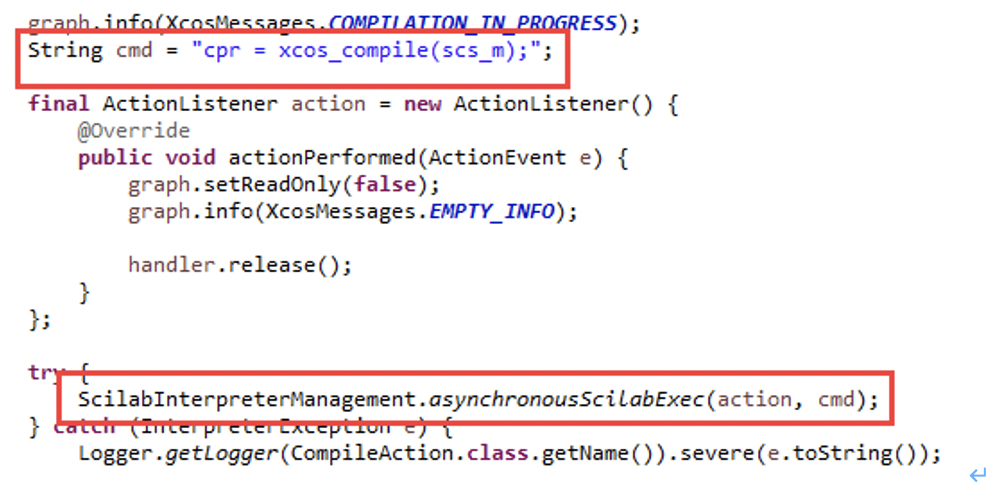 graph.info(XcosMessages.COMPILATION_IN_PROGRESS);
String cmd = "cpr = xcos_compile(scs_m);";
final ActionListener action = new ActionListener() {
@Override
public void actionPerformed(ActionEvent e) {
graph.setReadOnly(false);
graph.info(XcosMessages.EMPTY_INFO);
handler.release();
}
};
try {
ScilabInterpreterManagement.asynchronousScilabExec(action, cmd);
} catch (InterpreterException e) {
Logger.getLogger(CompileAction.class.getName()).severe(e.toString());